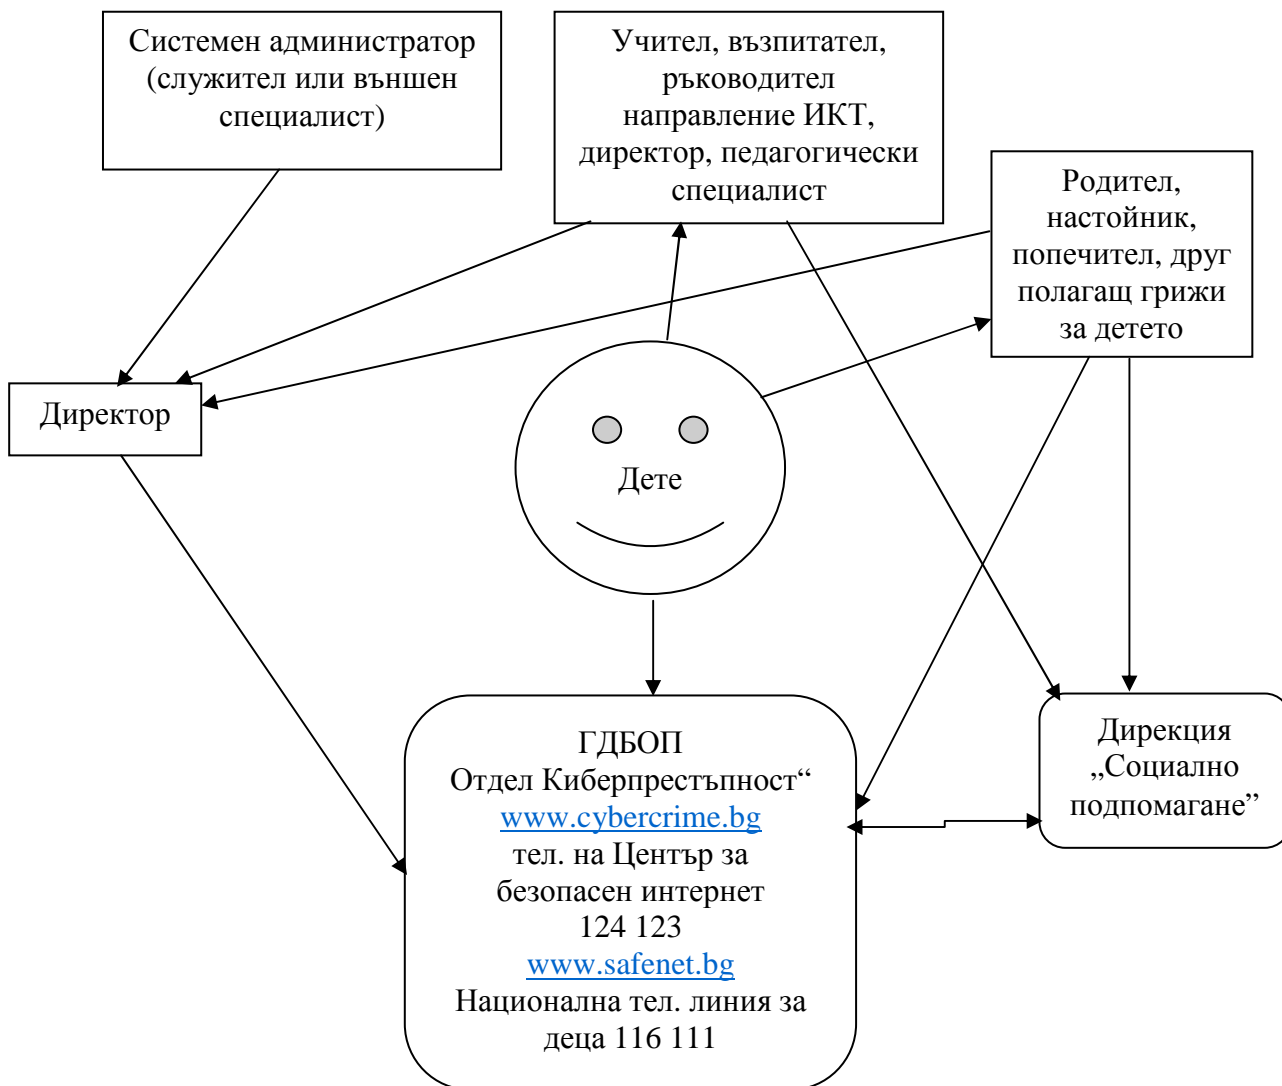 Системен администратор
(служител или външен
специалист)
Учител, възпитател,
ръководител
направление ИКТ,
директор, педагогически
специалист
Родител,
настойник,
попечител, друг
полагащ грижи
за детето
Директор
Дете
ГДБОП
Отдел Киберпрестъпност“
www.cybercrime.bg
тел. на Център за
безопасен интернет
124 123
www.safenet.bg
Национална тел. линия за
деца 116 111
Дирекция
„Социално
подпомагане”